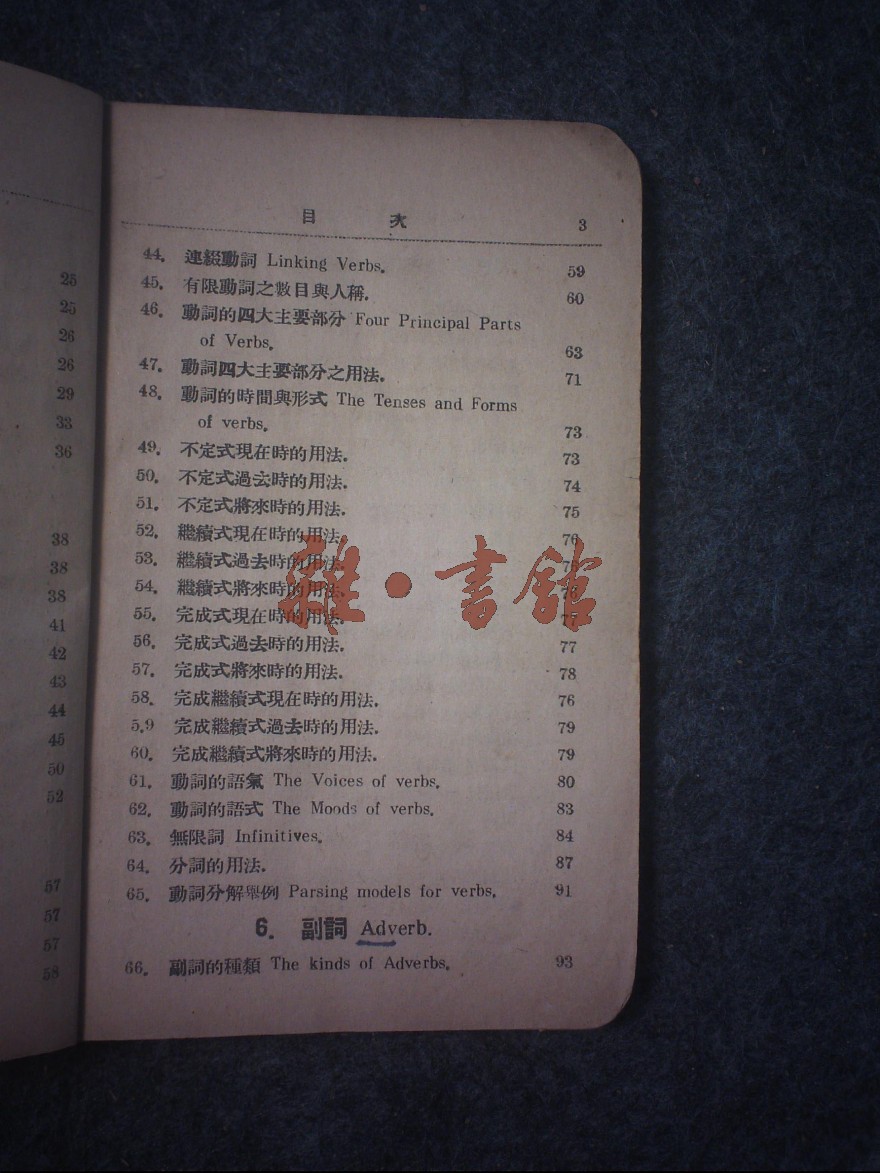 25
25
26
26
29
33
36
38
38
38
41
42
43
44
45
50
52
57
57
57
58
目 次 3
44. 連綴動詞 Linking Verbs. 59
45. 有限動詞之數目與人稱. 60
46. 動詞的四大主要部分 Four Principal Parts
of Verbs. 63
47. 動詞四大主要部分之用法. 71
48. 動詞的時間與形式 The Tenses and Forms
of verbs. 73
49. 不定式現在時的用法. 73
50. 不定式過去時的用法. 74
51. 不定式將來時的用法. 75
52. 繼續式現在時的用法. 76
53. 繼續式過去時的用法.
54. 繼續式將來時的用法.
55. 完成式現在時的用法. 77
56. 完成式過去時的用法. 77
57. 完成式將來時的用法. 78
58. 完成繼續式現在時的用法. 76
5.9 完成繼續式過去時的用法. 79
60. 完成繼續式將來時的用法. 79
61. 動詞的語氣 The Voices of verbs. 80
62. 動詞的語式 The Moods of verbs. 83
63. 無限詞 Infinitives. 84
64. 分詞的用法. 87
65. 動詞分解舉例 Parsing models for verbs. 91
6. 副詞 Adverb.
66. 副詞的種類 The kinds of Adverbs. 93
雜·書館